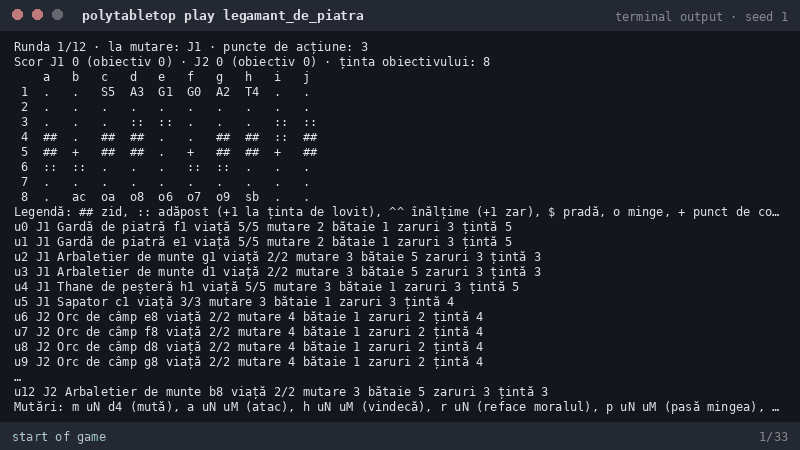 polytabletop play legamant_de_piatra
terminal output · seed 1
Runda 1/12 · la mutare: J1 · puncte de acțiune: 3
Scor J1 0 (obiectiv 0) · J2 0 (obiectiv 0) · ținta obiectivului: 8
a b c d e f g h i j
1 . . S5 A3 G1 G0 A2 T4 . .
2 . . . . . . . . . .
3 . . . :: :: . . . :: ::
4 ## . ## ## . . ## ## :: ##
5 ## + ## ## . + ## ## + ##
6 :: :: . . . :: :: . . .
7 . . . . . . . . . .
8 . ac oa o8 o6 o7 o9 sb . .
Legendă: ## zid, :: adăpost (+1 la ținta de lovit), ^^ înălțime (+1 zar), $ pradă, o minge, + punct de co…
u0 J1 Gardă de piatră f1 viață 5/5 mutare 2 bătaie 1 zaruri 3 țintă 5
u1 J1 Gardă de piatră e1 viață 5/5 mutare 2 bătaie 1 zaruri 3 țintă 5
u2 J1 Arbaletier de munte g1 viață 2/2 mutare 3 bătaie 5 zaruri 3 țintă 3
u3 J1 Arbaletier de munte d1 viață 2/2 mutare 3 bătaie 5 zaruri 3 țintă 3
u4 J1 Thane de peșteră h1 viață 5/5 mutare 3 bătaie 1 zaruri 3 țintă 5
u5 J1 Sapator c1 viață 3/3 mutare 3 bătaie 1 zaruri 3 țintă 4
u6 J2 Orc de câmp e8 viață 2/2 mutare 4 bătaie 1 zaruri 2 țintă 4
u7 J2 Orc de câmp f8 viață 2/2 mutare 4 bătaie 1 zaruri 2 țintă 4
u8 J2 Orc de câmp d8 viață 2/2 mutare 4 bătaie 1 zaruri 2 țintă 4
u9 J2 Orc de câmp g8 viață 2/2 mutare 4 bătaie 1 zaruri 2 țintă 4
…
u12 J2 Arbaletier de munte b8 viață 2/2 mutare 3 bătaie 5 zaruri 3 țintă 3
Mutări: m uN d4 (mută), a uN uM (atac), h uN uM (vindecă), r uN (reface moralul), p uN uM (pasă mingea), …
start of game
1/33